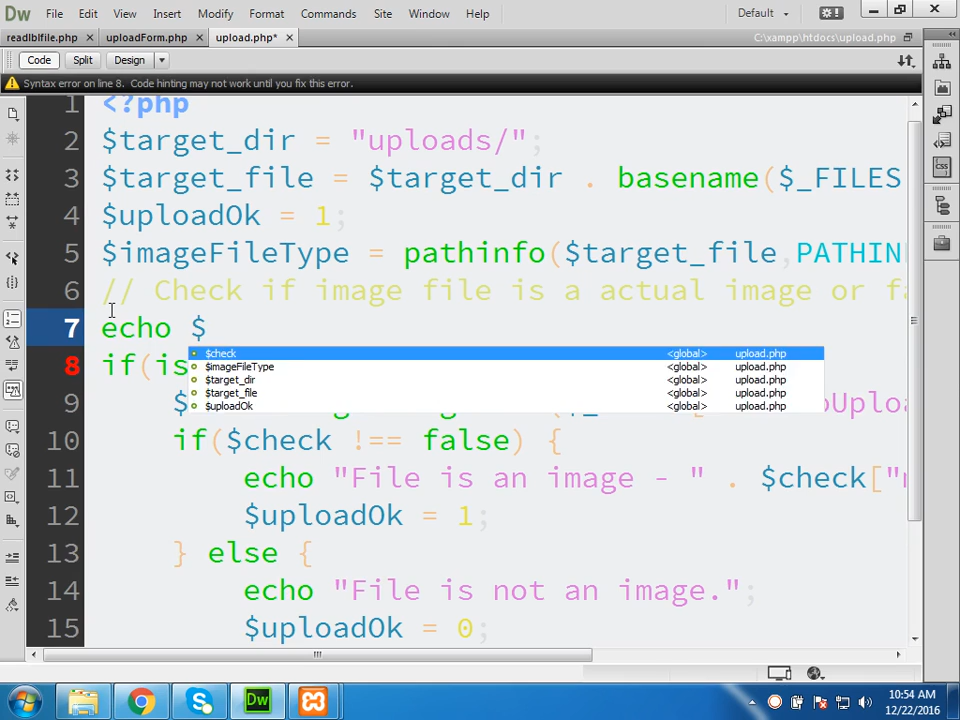 Dw File Edit View Insert Modify Format Commands Site Window Help Default
readlblfile.php uploadForm.php upload.php* C:\xampp\htdocs\upload.php
Code Split Design
Syntax error on line 8. Code hinting may not work until you fix this error.
1 <?php
2 $target_dir = "uploads/";
3 $target_file = $target_dir . basename($_FILES
4 $uploadOk = 1;
5 $imageFileType = pathinfo($target_file,PATHIN
6 // Check if image file is a actual image or fa
7 echo $
$check <global> upload.php
8 if(is
$imageFileType <global> upload.php
$target_dir <global> upload.php
$target_file <global> upload.php
$uploadOk <global> upload.php
9 $
10 if($check !== false) {
11 echo "File is an image - " . $check["
12 $uploadOk = 1;
13 } else {
14 echo "File is not an image.";
15 $uploadOk = 0;
CSS
Dw
10:54 AM
12/22/2016